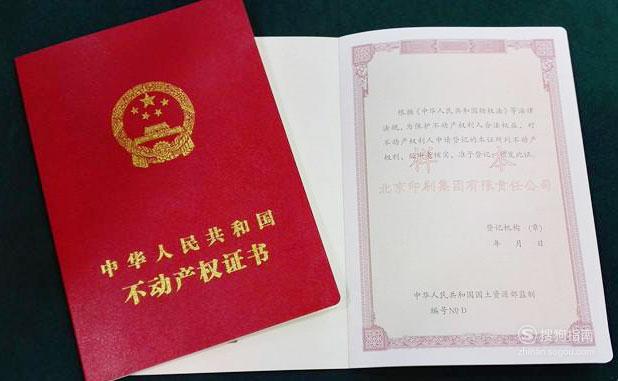 中华人民共和国
不动产权证书
根据《中华人民共和国物权法》等法律
法规，为保护不动产权利人合法权益，对
不动产权利人申请登记的本证所列不动产
权利，经审查核实，准予登记，颁发此证。
样本
北京印刷集团有限责任公司
登记机构（章）
年 月 日
中华人民共和国国土资源部监制
编号№ D
搜狗指南
zhinan.sogou.com